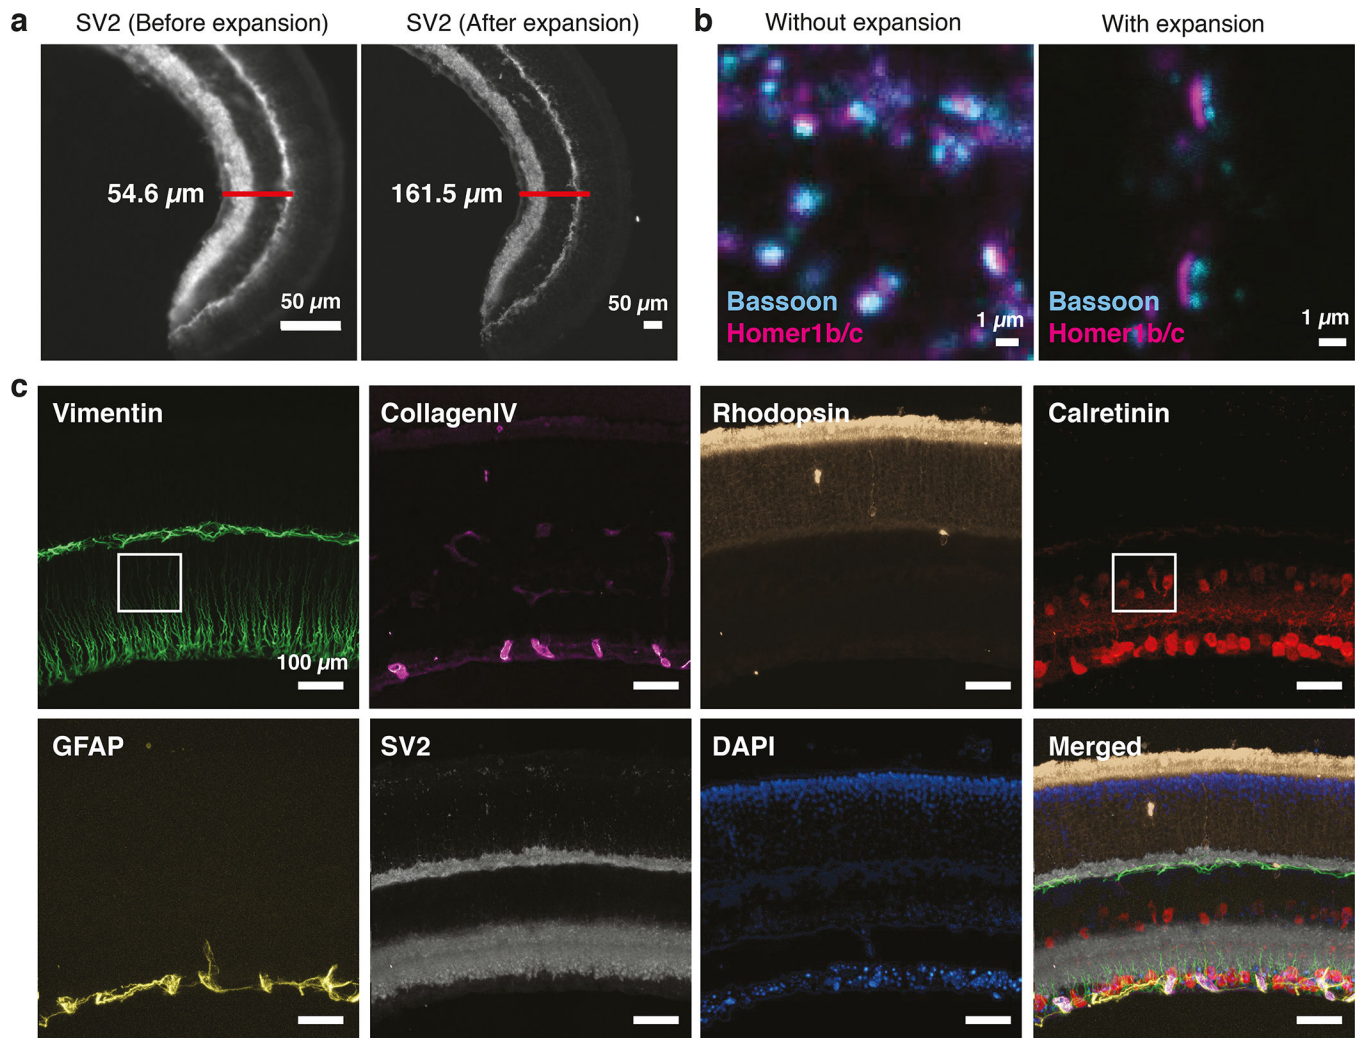 a
SV2 (Before expansion)
SV2 (After expansion)
54.6 µm
161.5 µm
50 µm
50 µm
b
Without expansion
With expansion
Bassoon
Homer1b/c
1 µm
Bassoon
Homer1b/c
1 µm
c
Vimentin
CollagenIV
Rhodopsin
Calretinin
100 µm
GFAP
SV2
DAPI
Merged